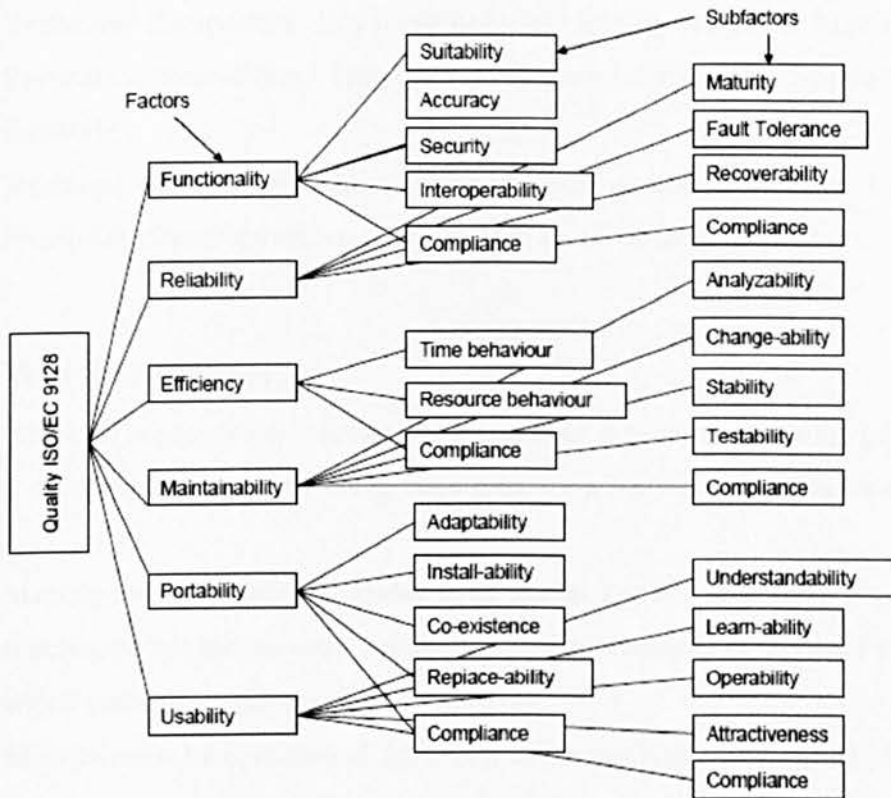 Subfactors
Suitability
Maturity
Factors
Accuracy
Fault Tolerance
Security
Functionality
Interoperability
Recoverability
Compliance
Compliance
Reliability
Analyzability
Time behaviour
Change-ability
Efficiency
Resource behaviour
Stability
Quality ISO/EC 9128
Compliance
Testability
Maintainability
Compliance
Adaptability
Install-ability
Understandability
Portability
Co-existence
Learn-ability
Repiace-ability
Operability
Usability
Compliance
Attractiveness
Compliance